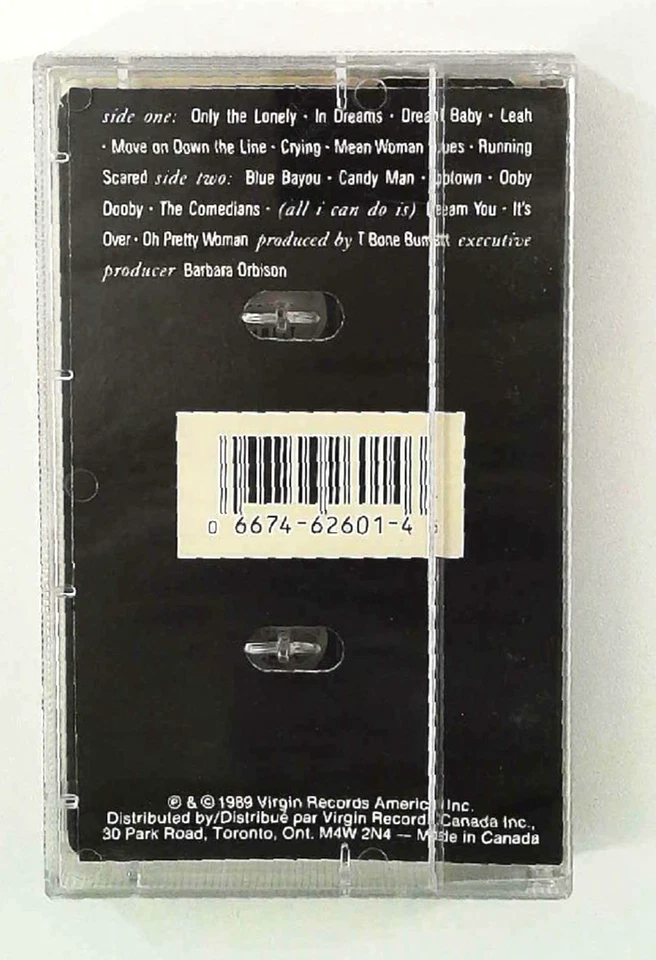 side one: Only the Lonely · In Dreams · Dream Baby · Leah
· Move on Down the Line · Crying · Mean Woman Blues · Running
Scared side two: Blue Bayou · Candy Man · Uptown · Ooby
Dooby · The Comedians · (all i can do is) Dream You · It's
Over · Oh Pretty Woman produced by T Bone Burnett executive
producer Barbara Orbison
0 6674-62601-4
℗ & © 1989 Virgin Records America Inc.
Distributed by/Distribué par Virgin Records Canada Inc.,
30 Park Road, Toronto, Ont. M4W 2N4 — Made in Canada